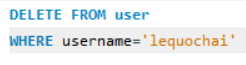 DELETE FROM user
WHERE username='lequochai'